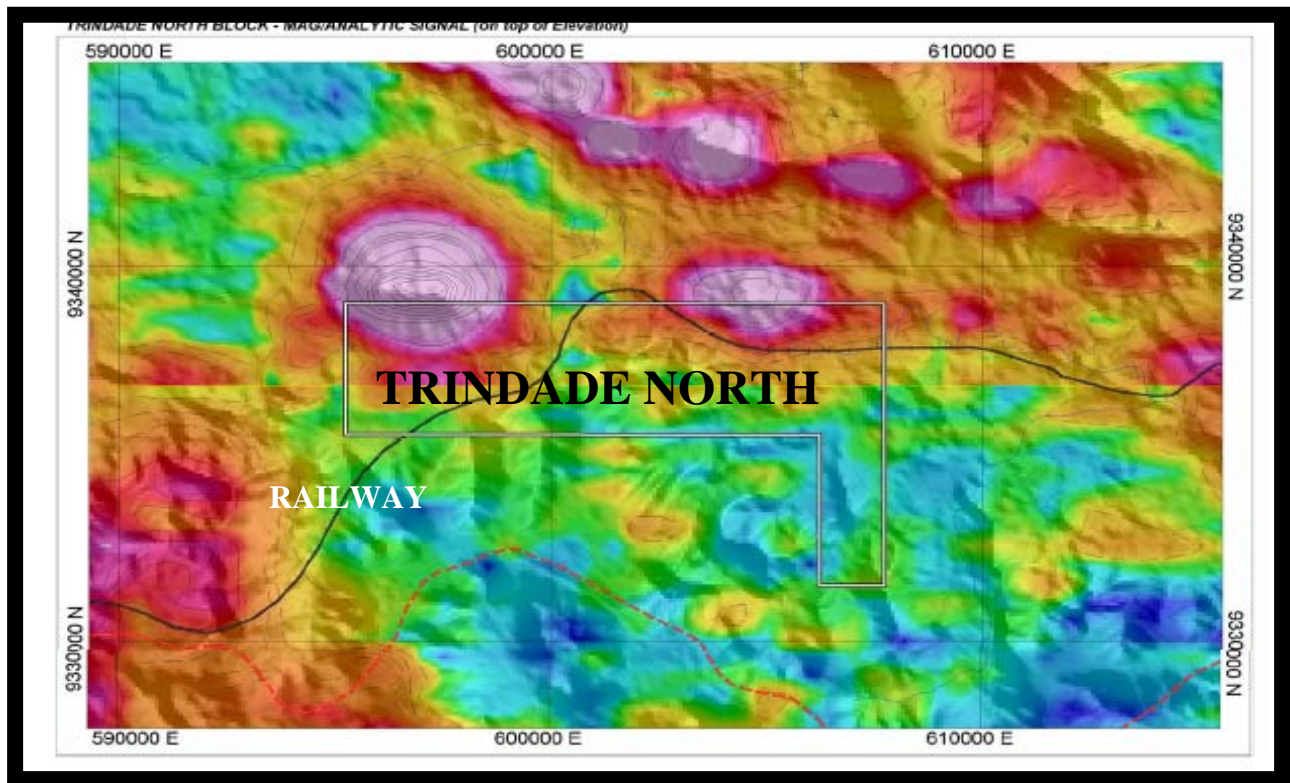 TRINDADE NORTH BLOCK - MAG/ANALYTIC SIGNAL (on top of Elevation)
590000 E 600000 E 610000 E
9340000 N 9340000 N
TRINDADE NORTH
RAILWAY
9330000 N 9330000 N
590000 E 600000 E 610000 E